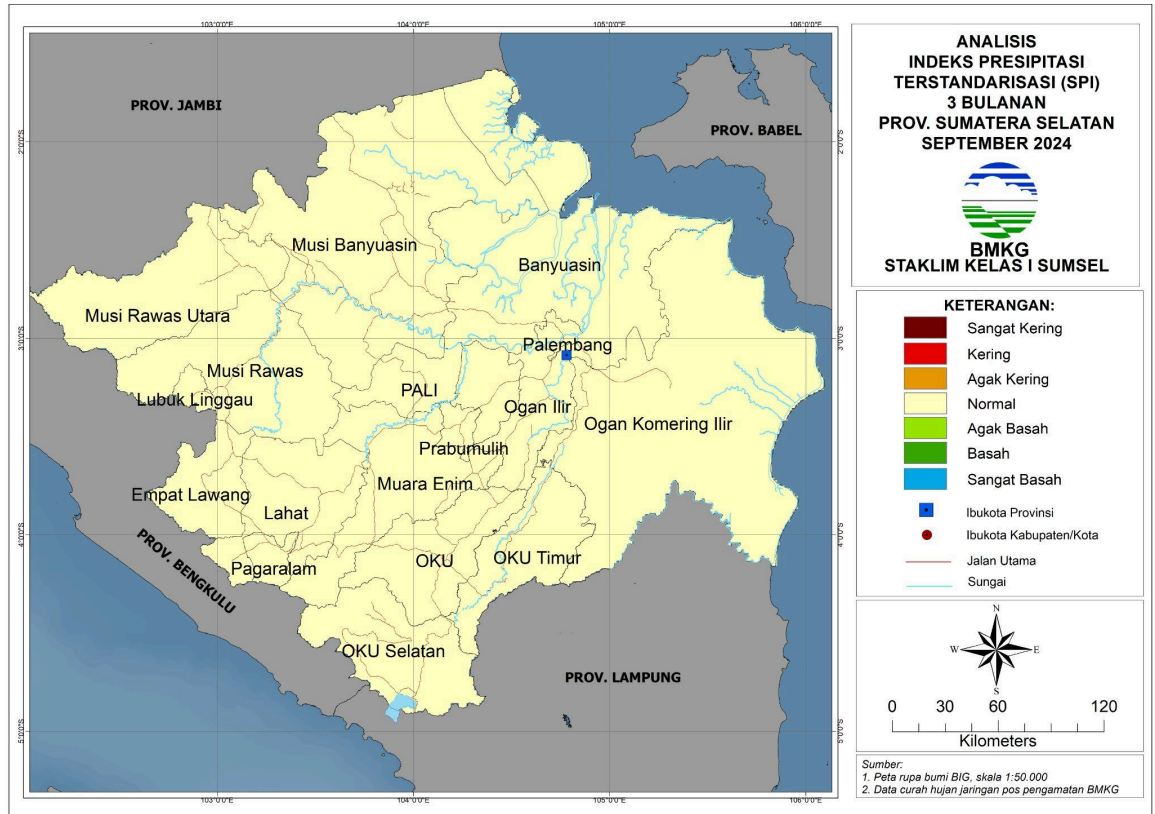 103°0'0"E 104°0'0"E 105°0'0"E 106°0'0"E
PROV. JAMBI
PROV. BABEL
2°0'0"S
2°0'0"S
Musi Banyuasin
Banyuasin
Musi Rawas Utara
3°0'0"S
3°0'0"S
Palembang
Musi Rawas
PALI
Lubuk Linggau
Ogan Ilir
Ogan Komering Ilir
Prabumulih
Muara Enim
Empat Lawang
Lahat
4°0'0"S
4°0'0"S
PROV. BENGKULU
Pagaralam
OKU
OKU Timur
OKU Selatan
PROV. LAMPUNG
5°0'0"S
5°0'0"S
103°0'0"E 104°0'0"E 105°0'0"E 106°0'0"E
ANALISIS
INDEKS PRESIPITASI
TERSTANDARISASI (SPI)
3 BULANAN
PROV. SUMATERA SELATAN
SEPTEMBER 2024
BMKG
STAKLIM KELAS I SUMSEL
KETERANGAN:
Sangat Kering
Kering
Agak Kering
Normal
Agak Basah
Basah
Sangat Basah
Ibukota Provinsi
Ibukota Kabupaten/Kota
Jalan Utama
Sungai
N
W E
S
0 30 60 120
Kilometers
Sumber:
1. Peta rupa bumi BIG, skala 1:50.000
2. Data curah hujan jaringan pos pengamatan BMKG